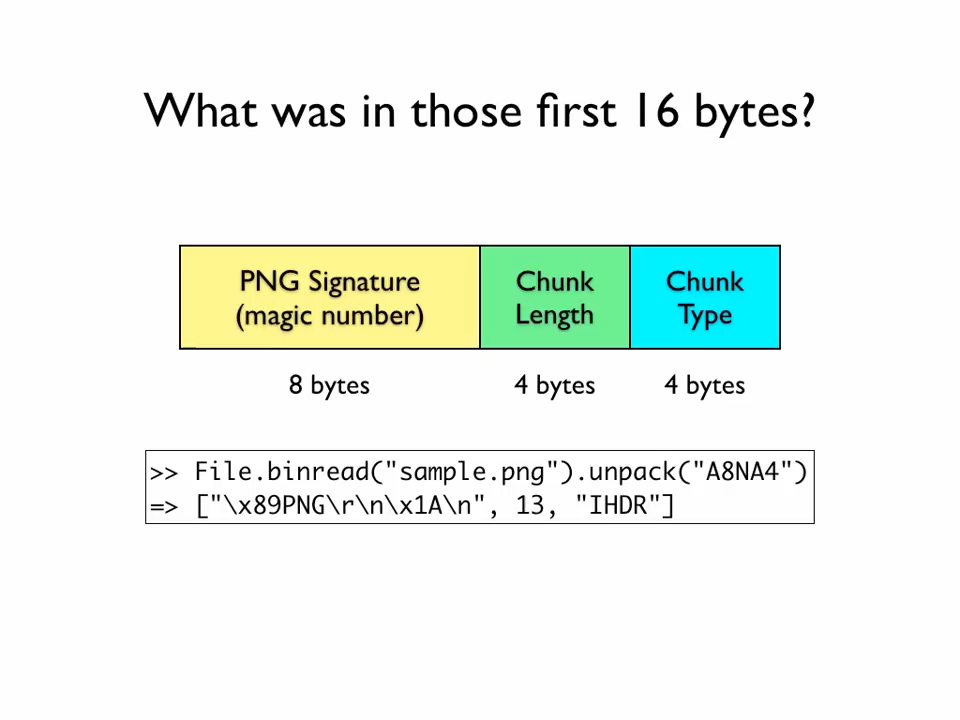 What was in those first 16 bytes?
PNG Signature
(magic number)
Chunk
Length
Chunk
Type
8 bytes
4 bytes
4 bytes
>> File.binread("sample.png").unpack("A8NA4")
=> ["\x89PNG\r\n\x1A\n", 13, "IHDR"]